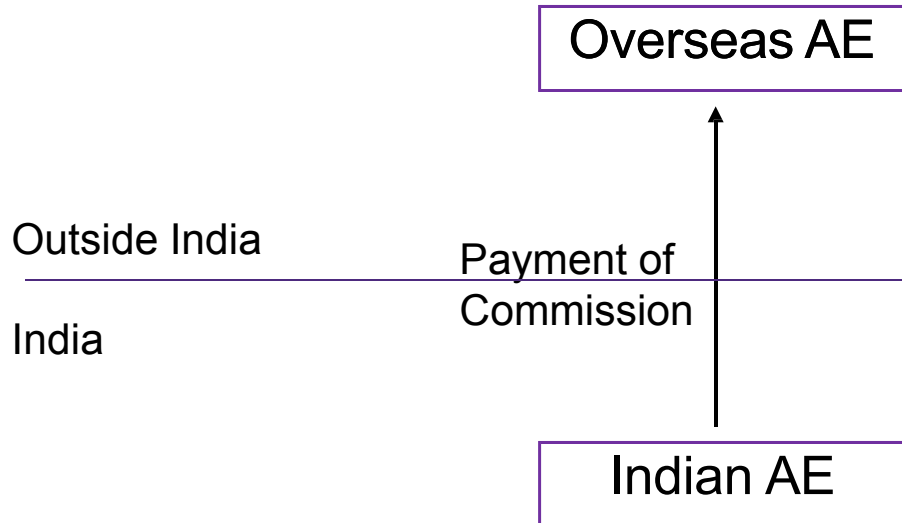 Overseas AE
Outside India
Payment of
Commission
India
Indian AE